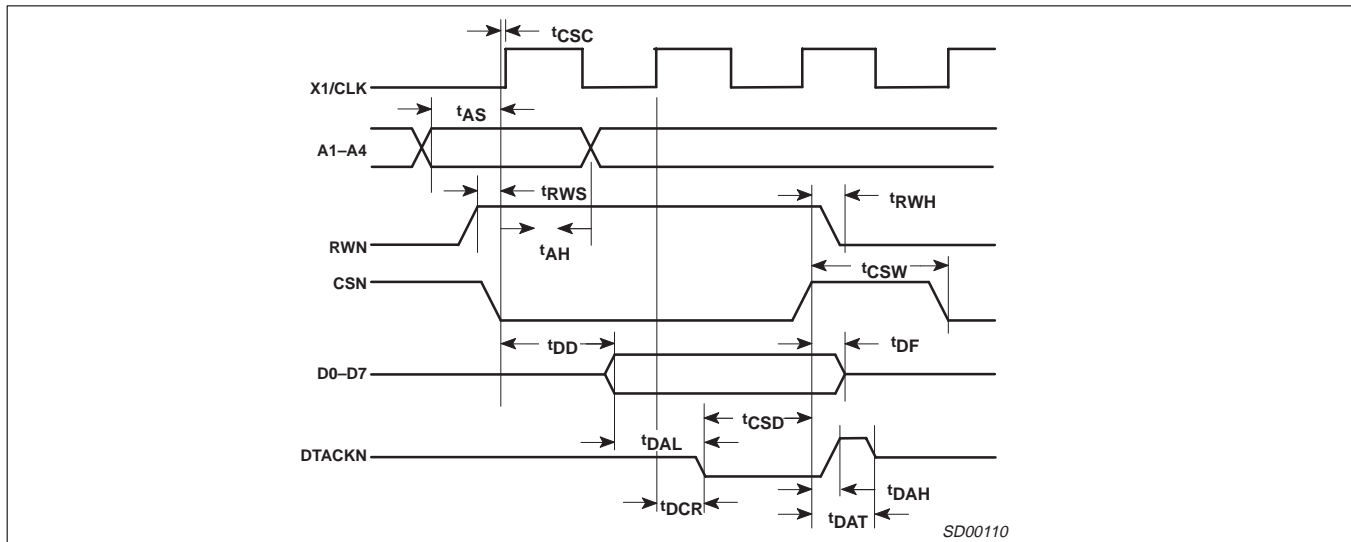 tCSC
X1/CLK
tAS
A1–A4
tRWS
tRWH
RWN
tAH
tCSW
CSN
tDD
tDF
D0–D7
tCSD
tDAL
DTACKN
tDAH
tDCR
tDAT
SD00110